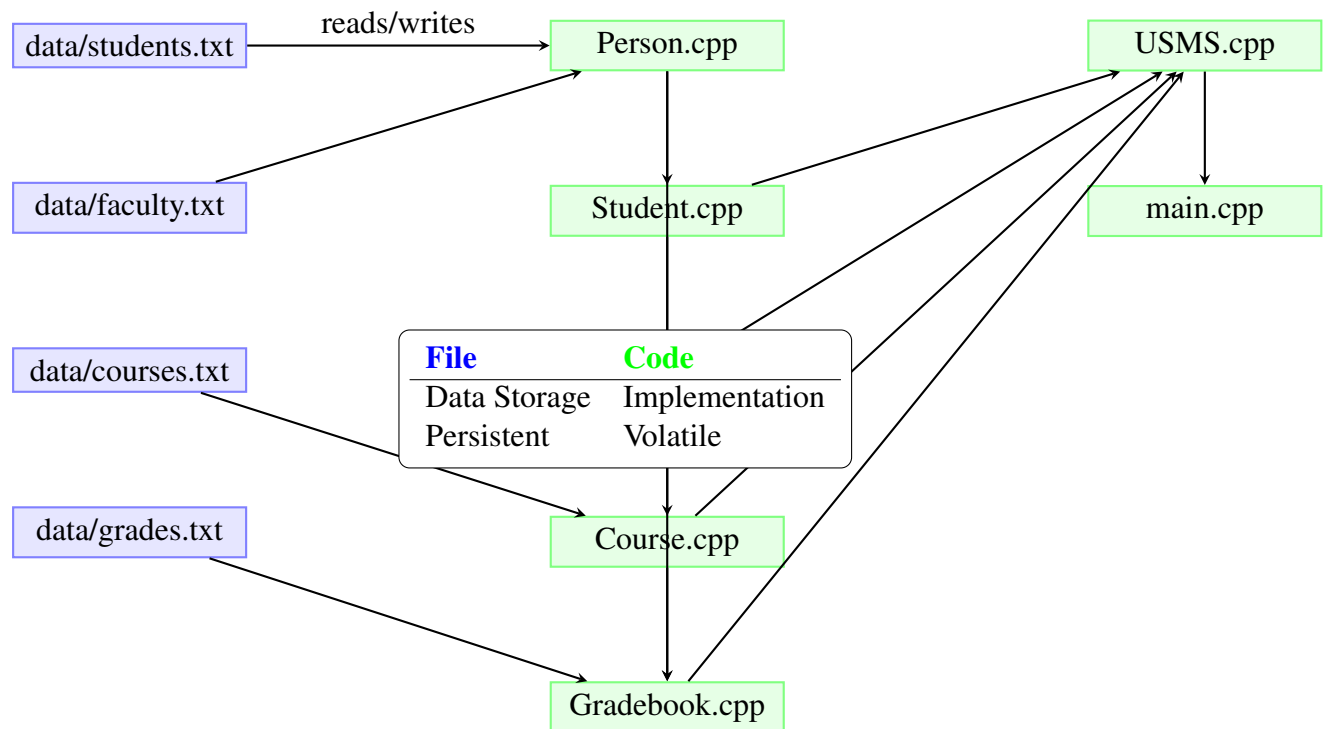 reads/writes
data/students.txt
Person.cpp
USMS.cpp
data/faculty.txt
Student.cpp
main.cpp
File Code
data/courses.txt
Data Storage Implementation
Persistent Volatile
data/grades.txt
Course.cpp
Gradebook.cpp